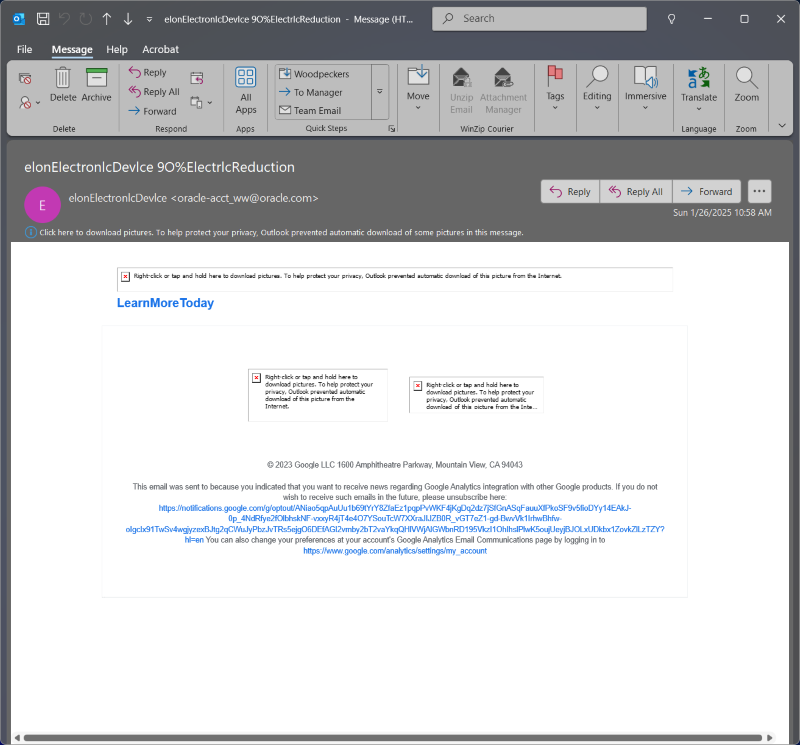 elonElectronlcDevlce 9O%ElectrlcReduction - Message (HT...
Search
File Message Help Acrobat
Delete
Archive
Reply
Reply All
Forward
All Apps
Woodpeckers
To Manager
Team Email
Move
Unzip Email
Attachment Manager
Tags
Editing
Immersive
Translate
Zoom
Delete Respond Apps Quick Steps WinZip Courier Language Zoom
elonElectronlcDevlce 9O%ElectrlcReduction
E
elonElectronlcDevlce <oracle-acct_ww@oracle.com>
Reply Reply All Forward
Sun 1/26/2025 10:58 AM
Click here to download pictures. To help protect your privacy, Outlook prevented automatic download of some pictures in this message.
Right-click or tap and hold here to download pictures. To help protect your privacy, Outlook prevented automatic download of this picture from the Internet.
LearnMoreToday
Right-click or tap and hold here to
download pictures. To help protect your
privacy, Outlook prevented automatic
download of this picture from the
Internet.
Right-click or tap and hold here to
download pictures. To help protect your
privacy, Outlook prevented automatic
download of this picture from the Inte...
© 2023 Google LLC 1600 Amphitheatre Parkway, Mountain View, CA 94043
This email was sent to because you indicated that you want to receive news regarding Google Analytics Integration with other Google products. If you do not
wish to receive such emails in the future, please unsubscribe here:
hl=en You can also change your preferences at your account's Google Analytics Email Communications page by logging in to
https://www.google.com/analytics/settings/my_account